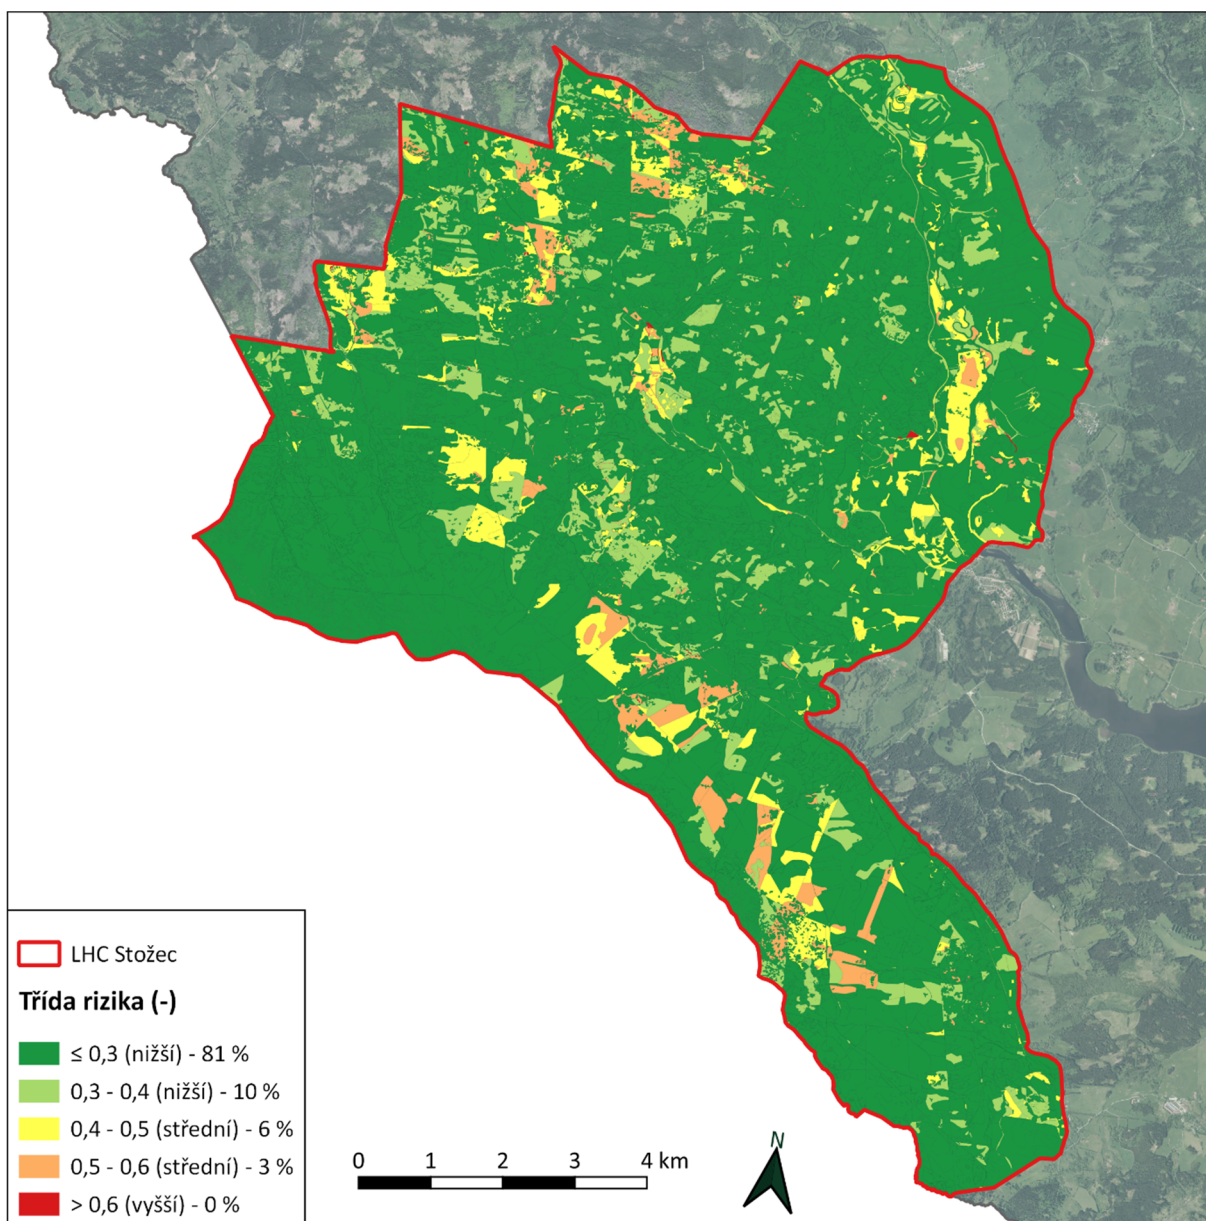 LHC Stožec
Třída rizika (-)
≤ 0,3 (nižší) - 81 %
0,3 - 0,4 (nižší) - 10 %
0,4 - 0,5 (střední) - 6 %
0,5 - 0,6 (střední) - 3 %
> 0,6 (vyšší) - 0 %
0 1 2 3 4 km
N